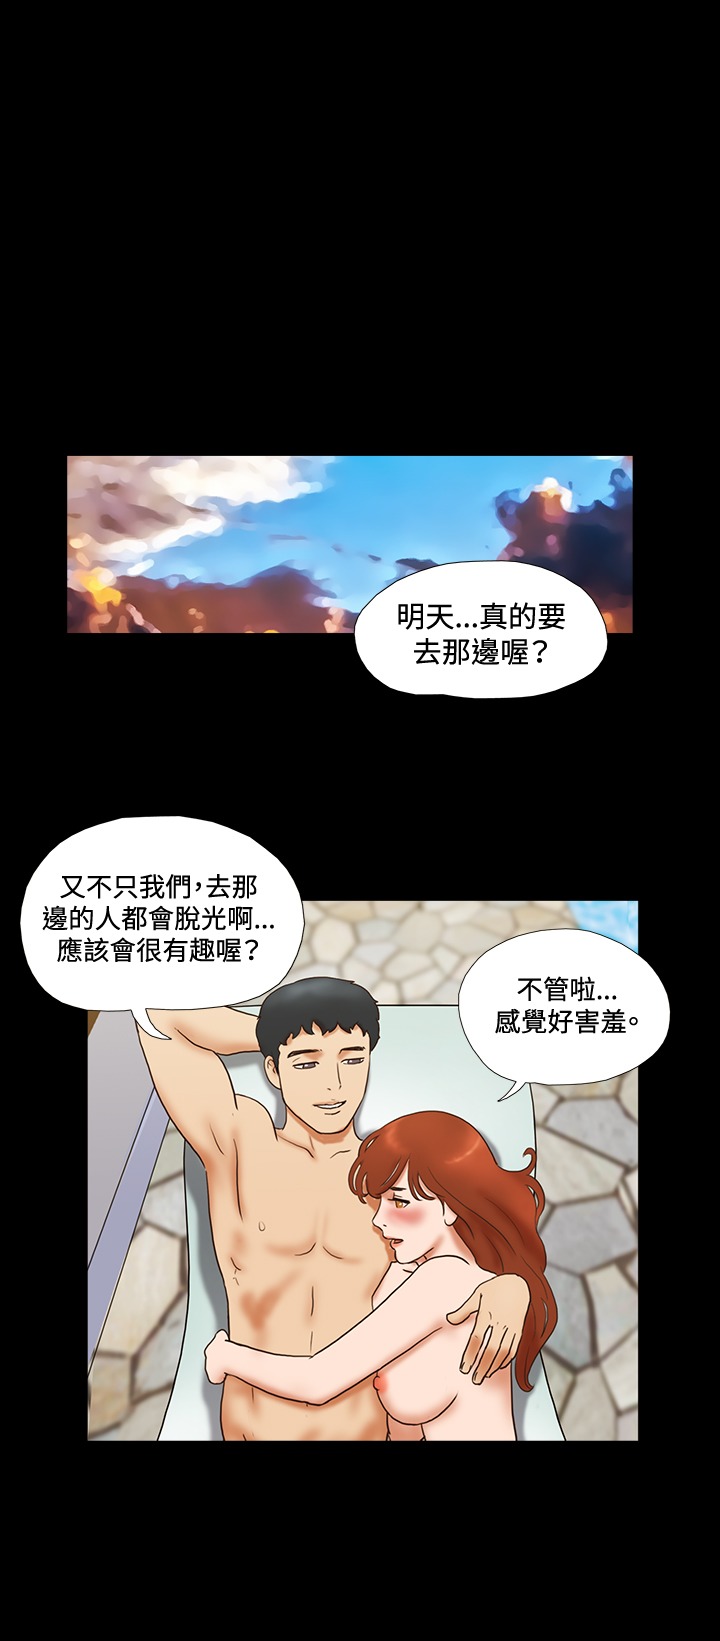 明天...真的要
去那邊喔？
又不只我們，去那
邊的人都會脫光啊...
應該會很有趣喔？
不管啦...
感覺好害羞。